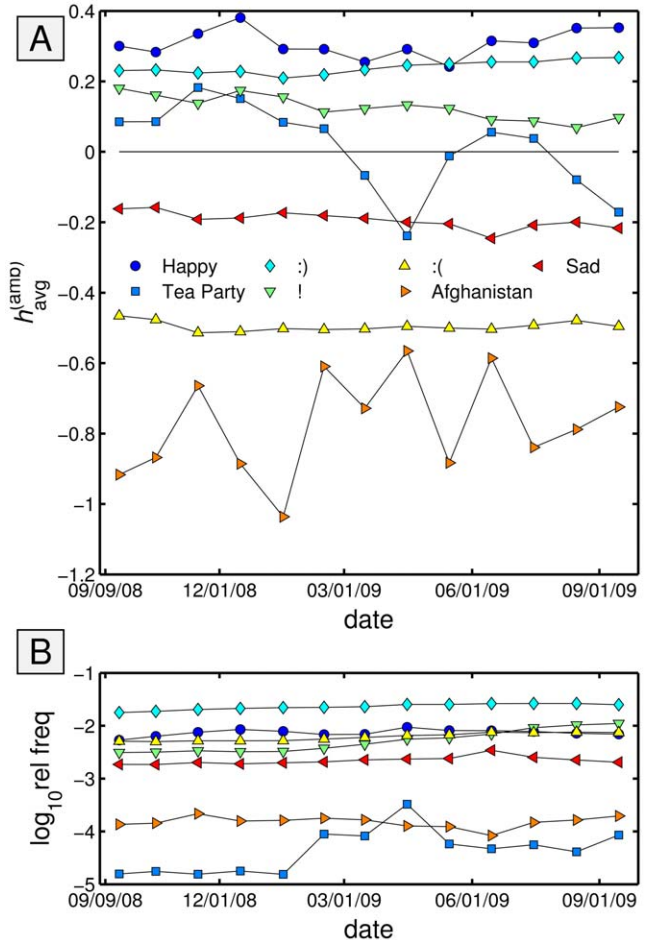 A
0.4
0.2
0
−0.2
−0.4
−0.6
−0.8
−1
−1.2
h(amb)avg
Happy :) :( Sad
Tea Party ! Afghanistan
09/09/08 12/01/08 03/01/09 06/01/09 09/01/09
date
B
−1
−2
−3
−4
−5
log10rel freq
09/09/08 12/01/08 03/01/09 06/01/09 09/01/09
date